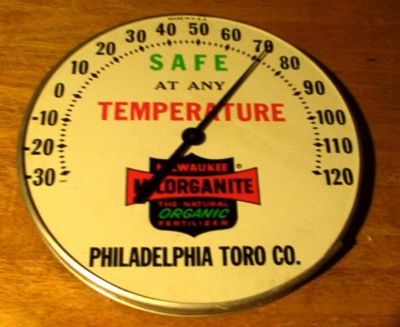 SAFE
AT ANY
TEMPERATURE
-30 -20 -10 0 10 20 30 40 50 60 70 80 90 100 110 120
MILWAUKEE ®
MILORGANITE
THE NATURAL
ORGANIC
FERTILIZER
PHILADELPHIA TORO CO.